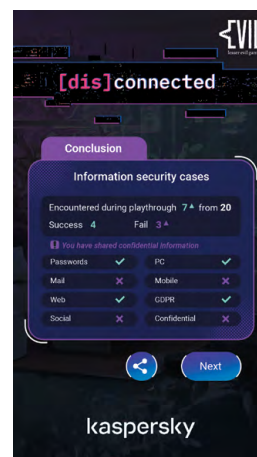 [dis]connected
Conclusion
Information security cases
Encountered during playthrough 7 from 20
Success 4 Fail 3
You have shared confidential information
Passwords PC
Mail Mobile
Web GDPR
Social Confidential
Next
kaspersky